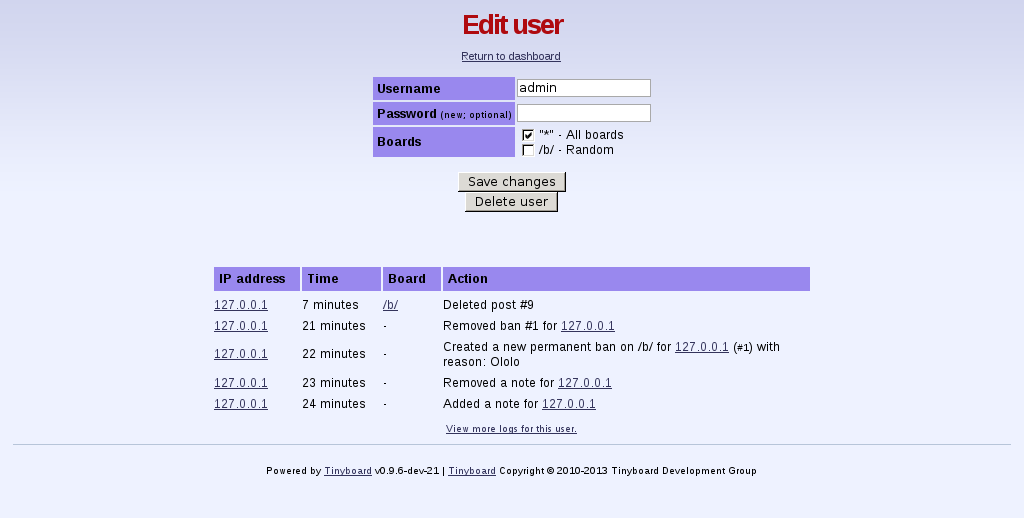 Edit user
Return to dashboard
Username admin
Password (new; optional)
Boards "*" - All boards
/b/ - Random
Save changes
Delete user
IP address Time Board Action
127.0.0.1 7 minutes /b/ Deleted post #9
127.0.0.1 21 minutes - Removed ban #1 for 127.0.0.1
127.0.0.1 22 minutes - Created a new permanent ban on /b/ for 127.0.0.1 (#1) with
reason: Ololo
127.0.0.1 23 minutes - Removed a note for 127.0.0.1
127.0.0.1 24 minutes - Added a note for 127.0.0.1
View more logs for this user.
Powered by Tinyboard v0.9.6-dev-21 | Tinyboard Copyright © 2010-2013 Tinyboard Development Group